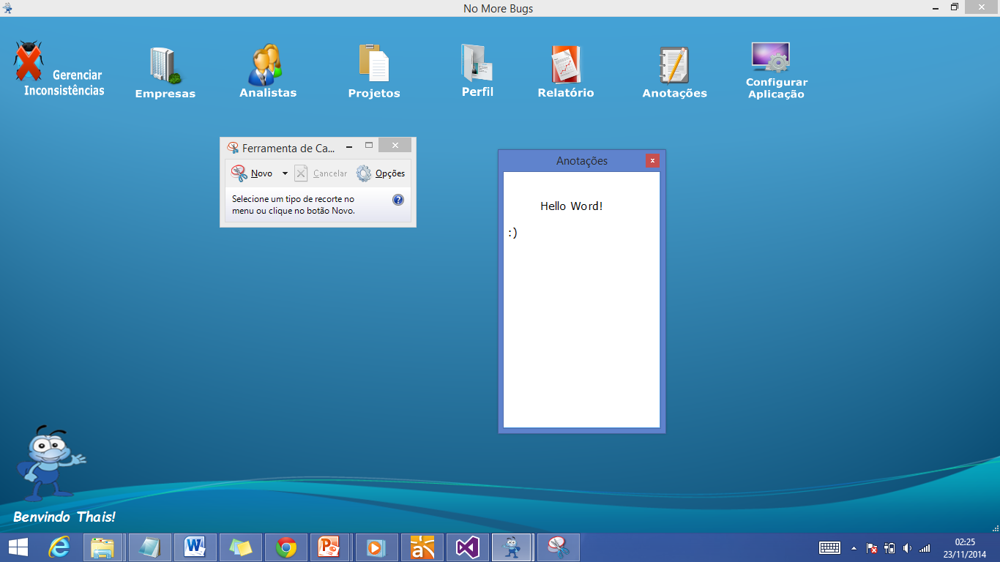 No More Bugs
Gerenciar
Inconsistências
Empresas
Analistas
Projetos
Perfil
Relatório
Anotações
Configurar
Aplicação
Ferramenta de Ca...
Novo
Cancelar
Opções
Selecione um tipo de recorte no
menu ou clique no botão Novo.
Anotações
Hello Word!
:)
Benvindo Thais!
02:25
23/11/2014